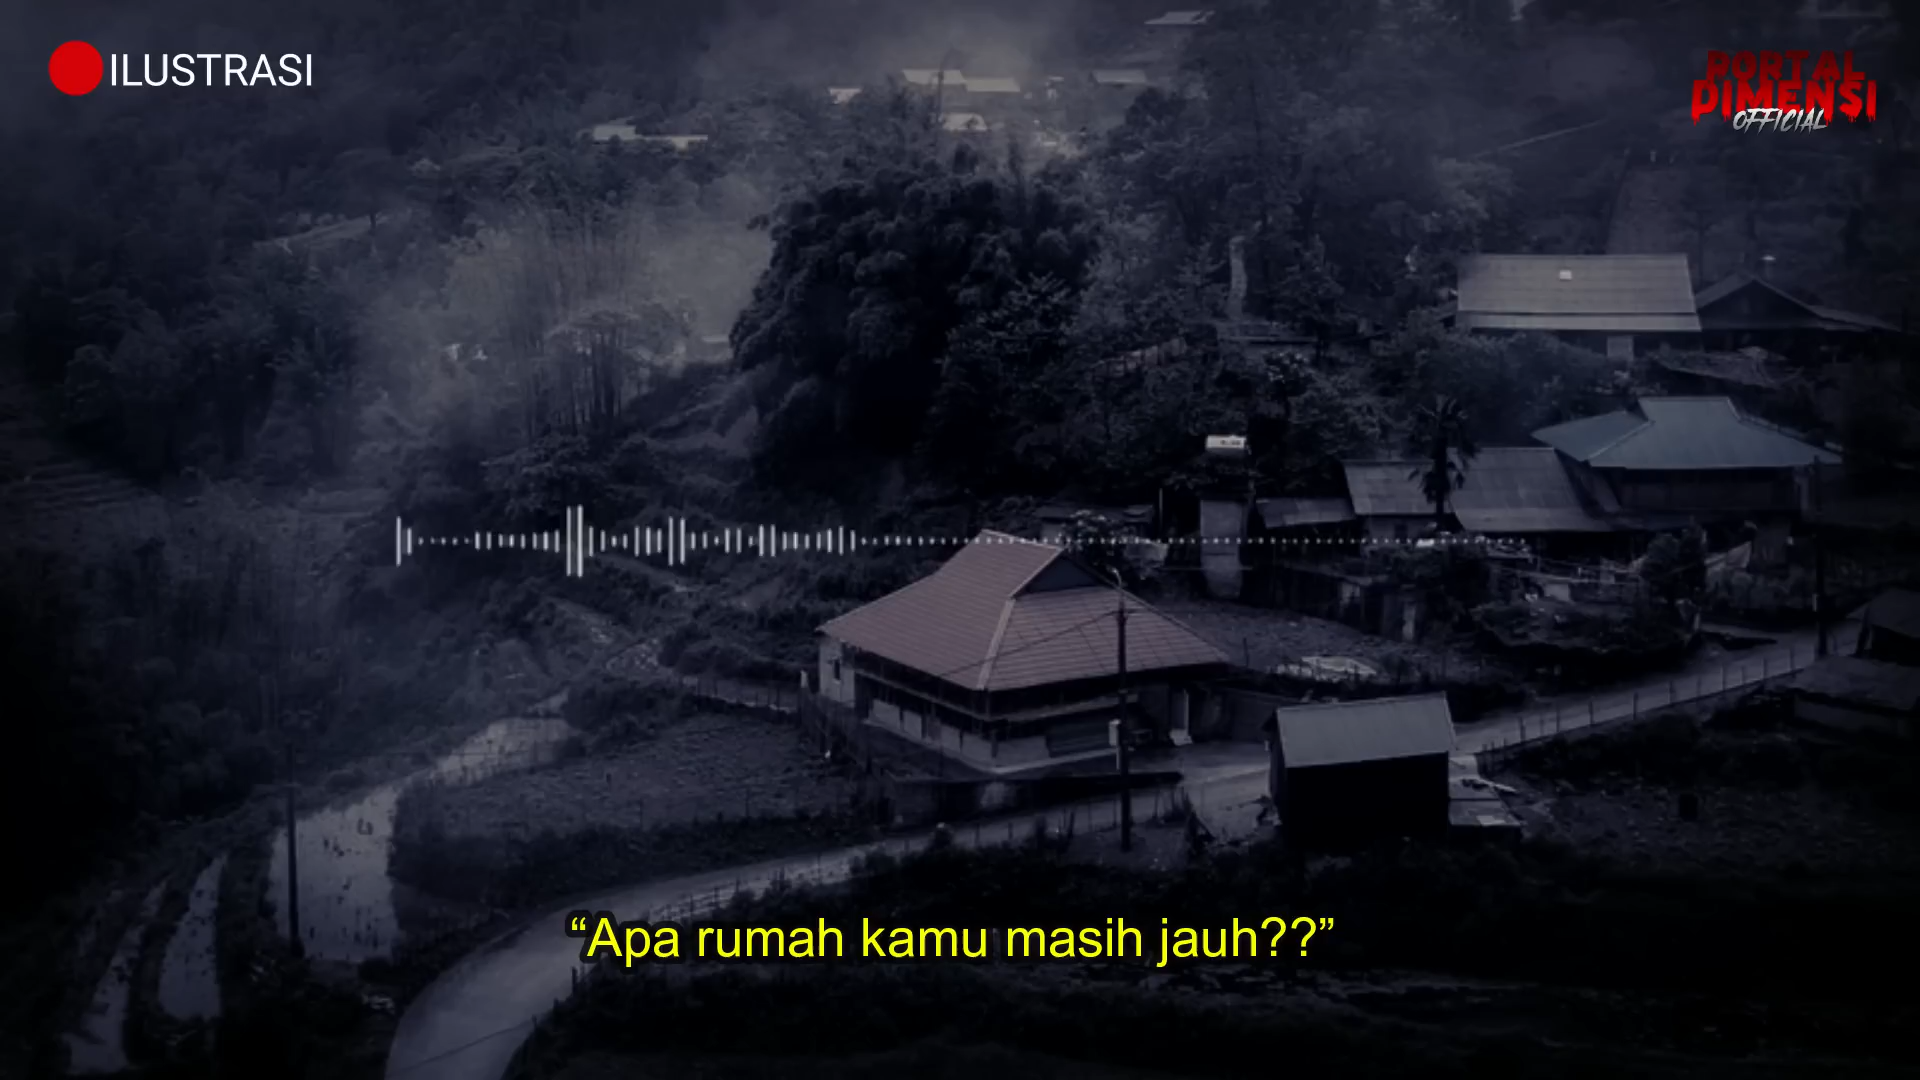 ILUSTRASI
PORTAL
DIMENSI
OFFICIAL
“Apa rumah kamu masih jauh??”